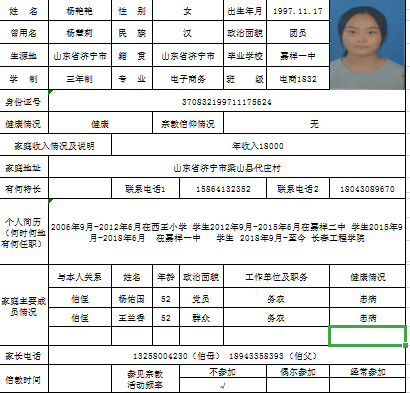 姓 名 杨艳艳 性 别 女 出生年月 1997.11.17
曾用名 杨慧莉 民 族 汉 政治面貌 团员
生源地 山东省济宁市 籍 贯 山东省济宁市 毕业学校 嘉祥一中
学 制 三年制 专 业 电子商务 班 级 电商1832
身份证号 370832199711175624
健康情况 健康 宗教信仰情况 无
家庭收入情况及说明 年收入18000
家庭地址 山东省济宁市梁山县代庄村
有何特长 联系电话1 15864132352 联系电话2 18043089670
个人简历
(何时何地
有何任职)
2006年9月-2012年6月在西王小学 学生2012年9月-2015年6月在嘉祥二中 学生2015年9
月-2018年6月 在嘉祥一中 学生 2018年9月-至今 长春工程学院
家庭主要成
员情况
与本人关系 姓名 年龄 政治面貌 工作单位及职务 健康情况
伯侄 杨佑国 52 党员 务农 患病
伯侄 王兰香 52 群众 务农 患病
家长电话 13258004230 (伯母) 18943358393 (伯父)
信教时间 参见宗教
活动频率
不参加 偶尔参加 经常参加
√